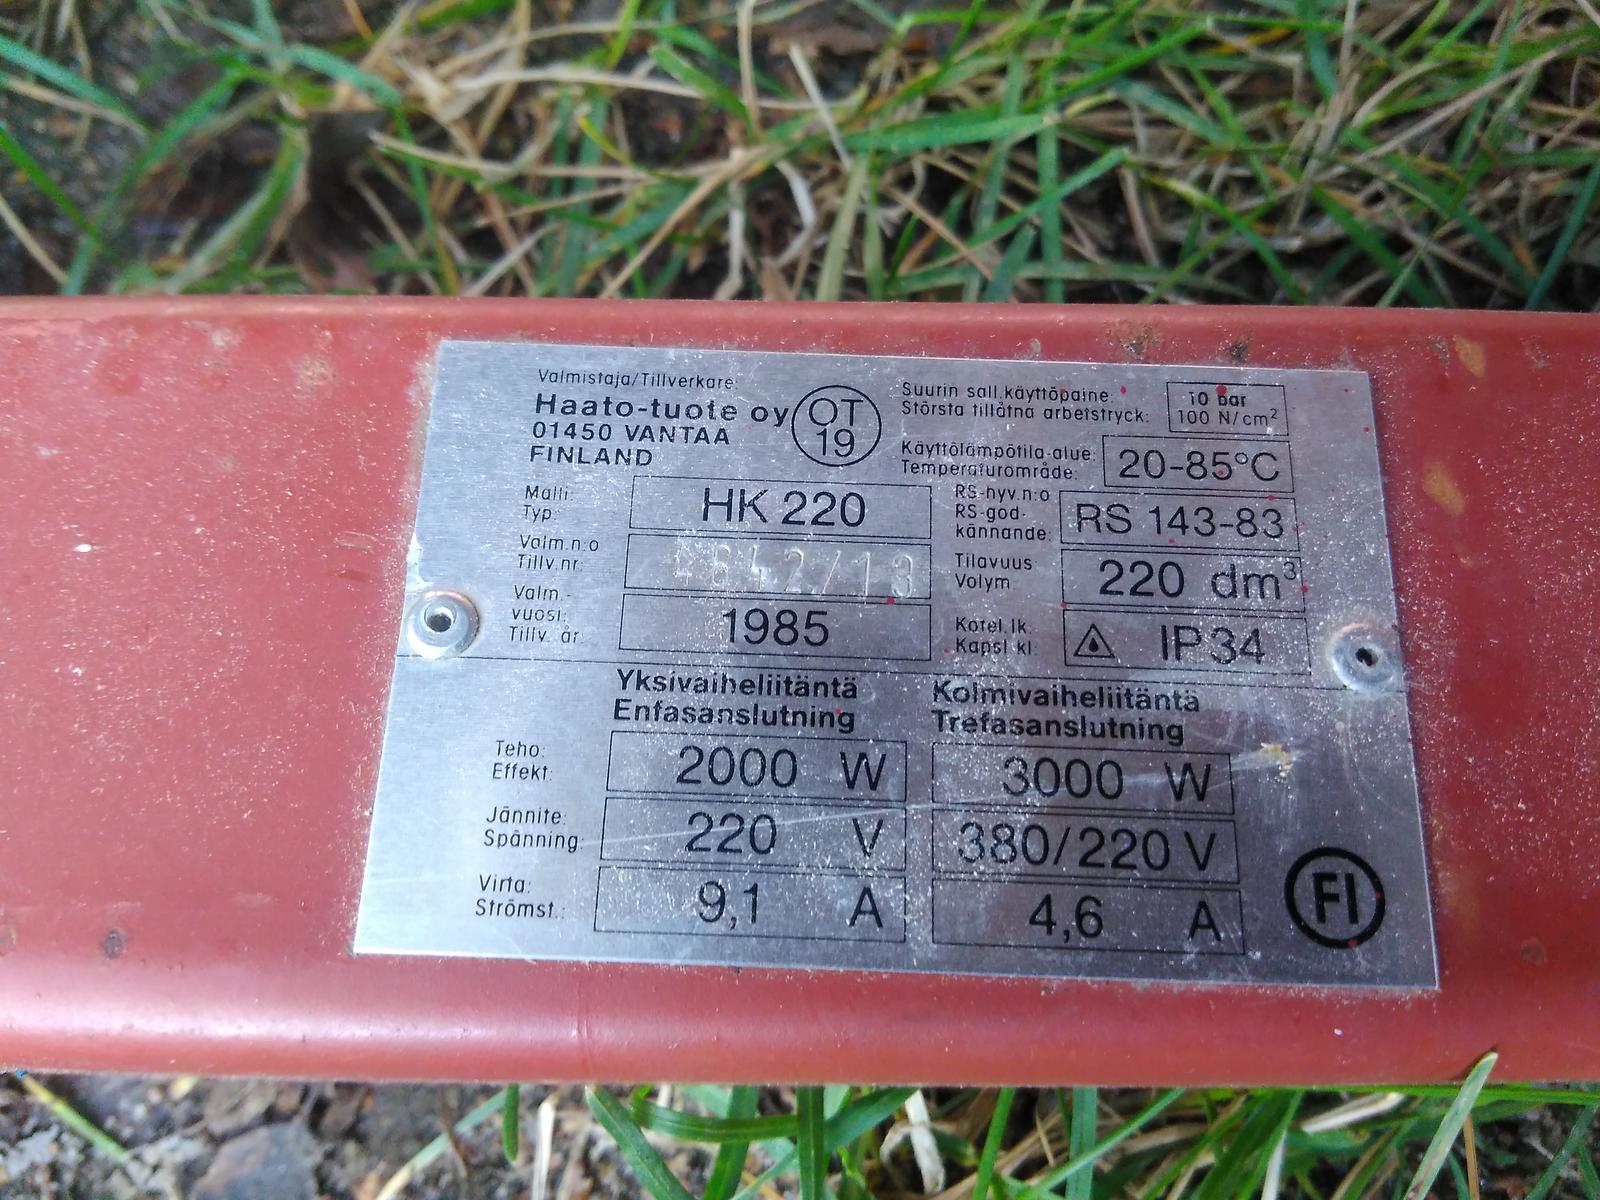 Valmistaja/Tillverkare:
Haato-tuote oy
01450 VANTAA
FINLAND
OT
19
Suurin sall. käyttöpaine:
Största tillåtna arbetstryck:
10 bar
100 N/cm²
Käyttölämpötila-alue:
Temperaturområde:
20-85°C
Malli:
Typ:
HK 220
RS-hyv.n:o
RS-god-
kännande:
RS 143-83
Valm.n:o
Tillv.nr:
Tilavuus
Volym
220 dm³
Valm.-
vuosi:
Tillv. år:
1985
Kotel.lk.
Kapsl.kl.
IP34
Yksivaiheliitäntä
Enfasanslutning
Kolmivaiheliitäntä
Trefasanslutning
Teho:
Effekt:
2000 W
3000 W
Jännite:
Spänning:
220 V
380/220 V
Virta:
Strömst.:
9,1 A
4,6 A
FI